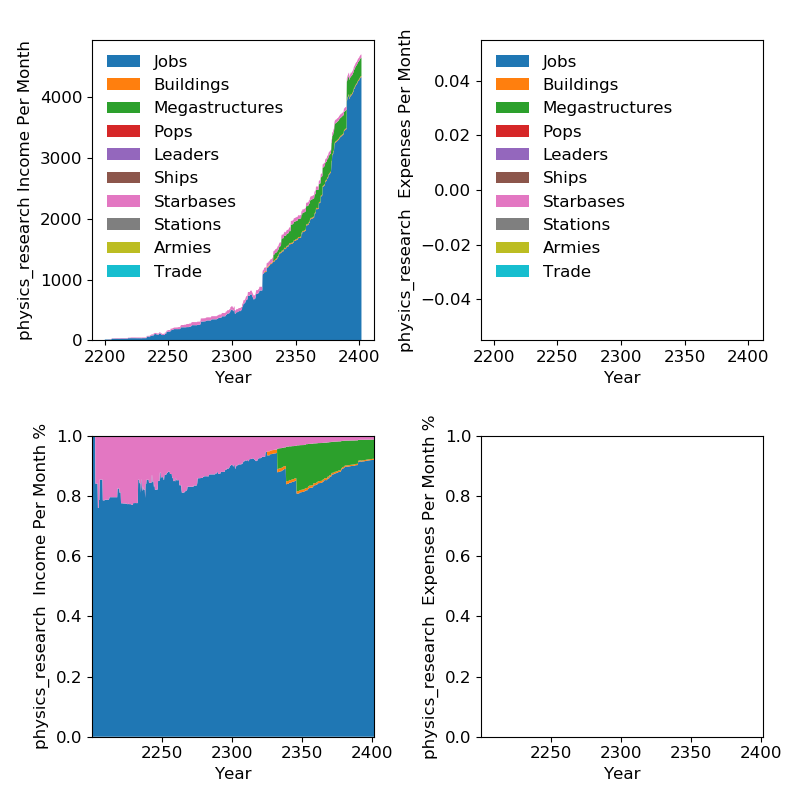 physics_research Income Per Month
4000
3000
2000
1000
0
Jobs
Buildings
Megastructures
Pops
Leaders
Ships
Starbases
Stations
Armies
Trade
2200 2250 2300 2350 2400
Year
physics_research  Expenses Per Month
0.04
0.02
0.00
−0.02
−0.04
Jobs
Buildings
Megastructures
Pops
Leaders
Ships
Starbases
Stations
Armies
Trade
2200 2250 2300 2350 2400
Year
physics_research  Income Per Month %
1.0
0.8
0.6
0.4
0.2
0.0
2250 2300 2350 2400
Year
physics_research  Expenses Per Month %
1.0
0.8
0.6
0.4
0.2
0.0
2250 2300 2350 2400
Year